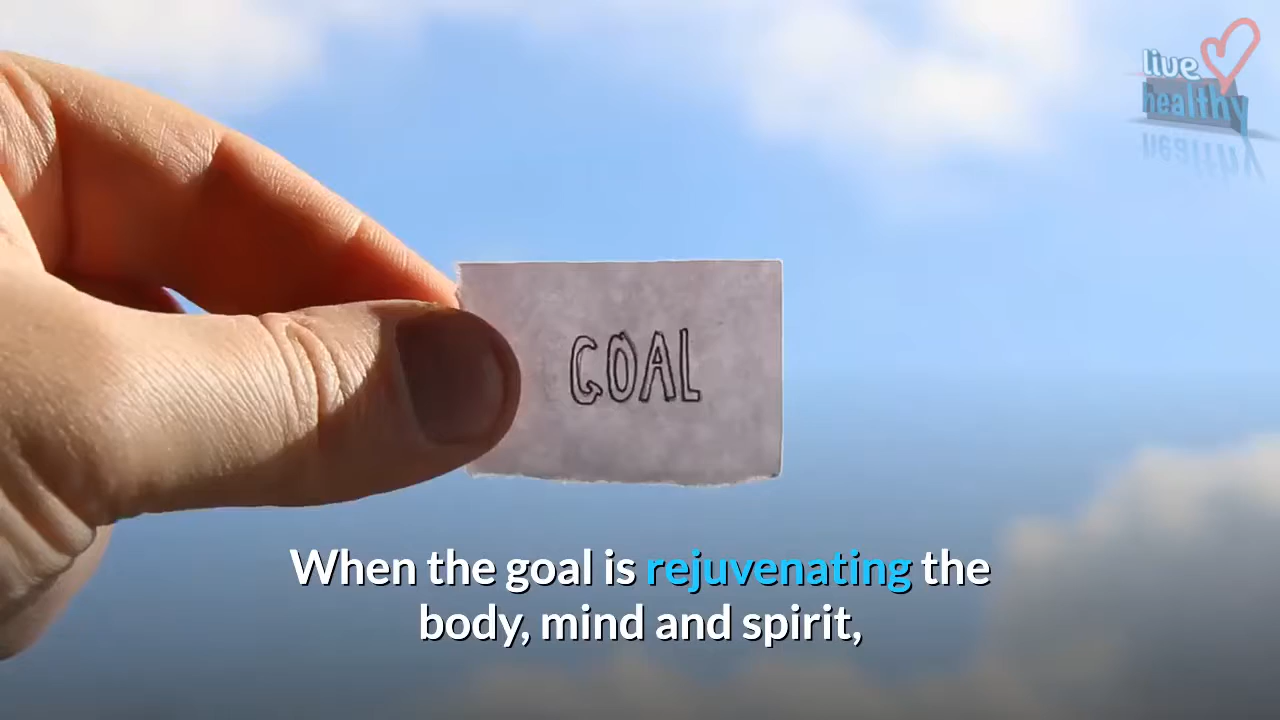 live
healthy
GOAL
When the goal is rejuvenating the
body, mind and spirit,